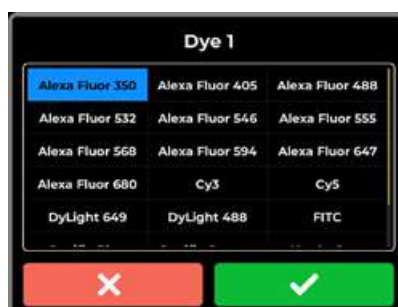 Dye 1
Alexa Fluor 350 Alexa Fluor 405 Alexa Fluor 488
Alexa Fluor 532 Alexa Fluor 546 Alexa Fluor 555
Alexa Fluor 568 Alexa Fluor 594 Alexa Fluor 647
Alexa Fluor 680 Cy3 Cy5
DyLight 649 DyLight 488 FITC